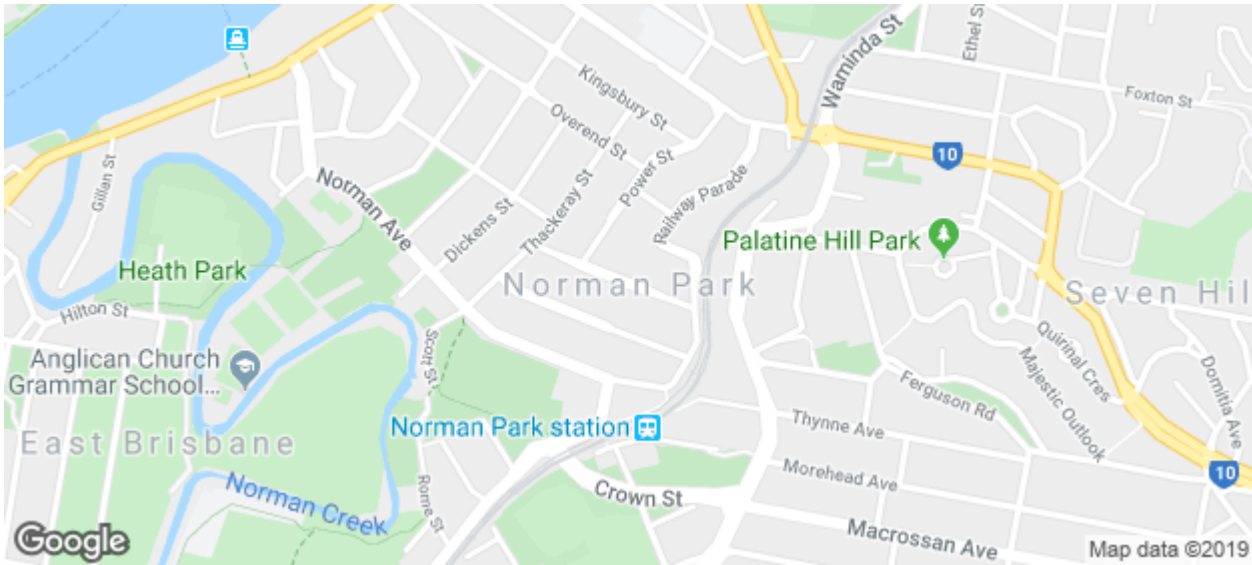 Waminda St
Ethel St
Kingsbury St
Foxton St
Overend St
10
Gillan St
Power St
Norman Ave
Thackeray St
Railway Parade
Dickens St
Palatine Hill Park
Heath Park
Norman Park
Seven Hil
Hilton St
Scott St
Quirinal Cres
Anglican Church
Grammar School...
Majestic Outlook
Domitia Ave
Ferguson Rd
Norman Park station
Thynne Ave
East Brisbane
Morehead Ave
10
Norman Creek
Rome St
Crown St
Macrossan Ave
Google
Map data ©2019